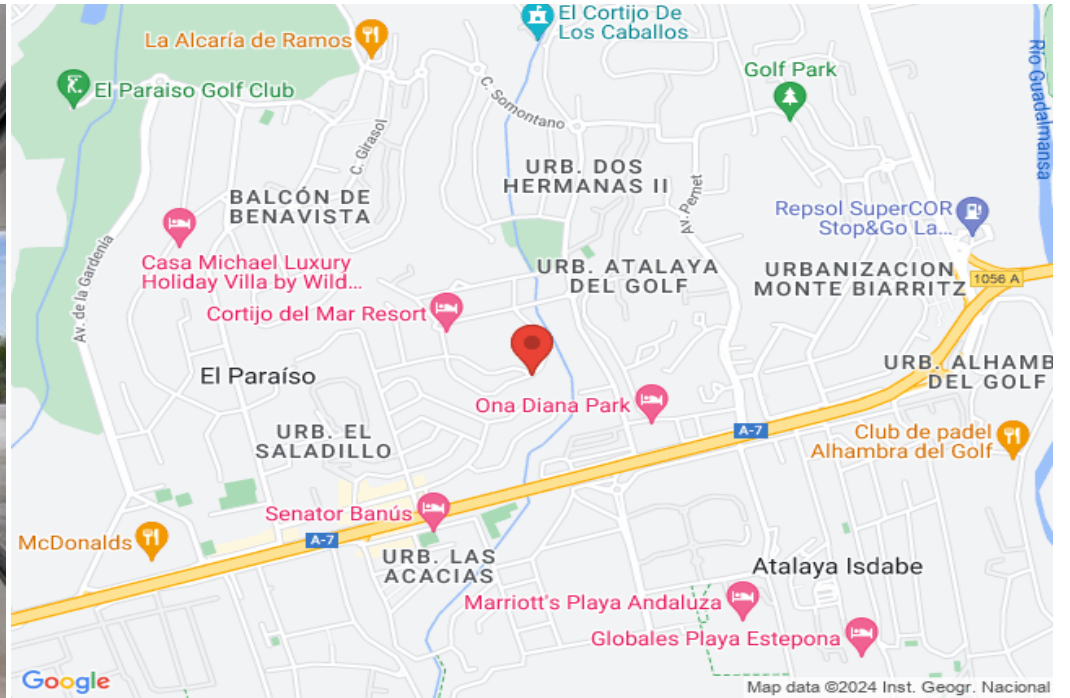 El Cortijo De
Los Caballos
La Alcaría de Ramos
El Paraiso Golf Club
Golf Park
Río Guadalmansa
C. Somontano
C. Girasol
URB. DOS
HERMANAS II
BALCÓN DE
BENAVISTA
Av. Pernet
Repsol SuperCOR
Stop&Go La...
Casa Michael Luxury
Holiday Villa by Wild...
URB. ATALAYA
DEL GOLF
URBANIZACION
MONTE BIARRITZ
1056 A
Av. de la Gardenia
Cortijo del Mar Resort
El Paraíso
URB. ALHAMB
DEL GOLF
Ona Diana Park
A-7
URB. EL
SALADILLO
Club de padel
Alhambra del Golf
Senator Banús
McDonalds
A-7
URB. LAS
ACACIAS
Atalaya Isdabe
Marriott's Playa Andaluza
Globales Playa Estepona
Google
Map data ©2024 Inst. Geogr. Nacional